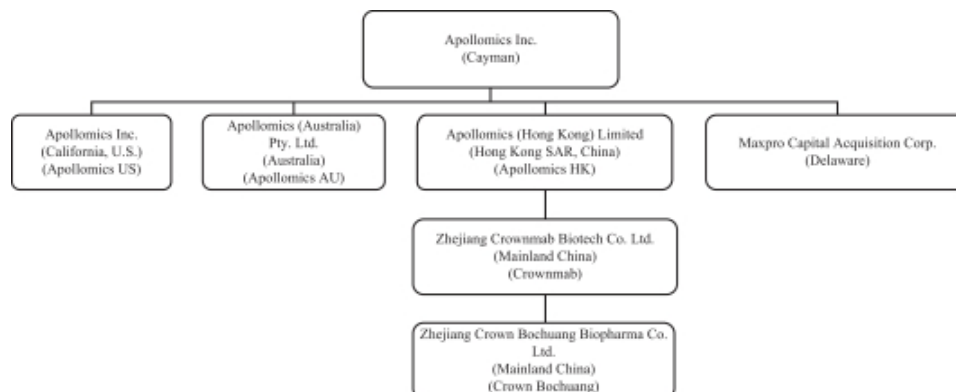 Apollomics Inc.
(Cayman)
Apollomics Inc.
(California, U.S.)
(Apollomics US)
Apollomics (Australia)
Pty. Ltd.
(Australia)
(Apollomics AU)
Apollomics (Hong Kong) Limited
(Hong Kong SAR, China)
(Apollomics HK)
Maxpro Capital Acquisition Corp.
(Delaware)
Zhejiang Crownmab Biotech Co. Ltd.
(Mainland China)
(Crownmab)
Zhejiang Crown Bochuang Biopharma Co.
Ltd.
(Mainland China)
(Crown Bochuang)